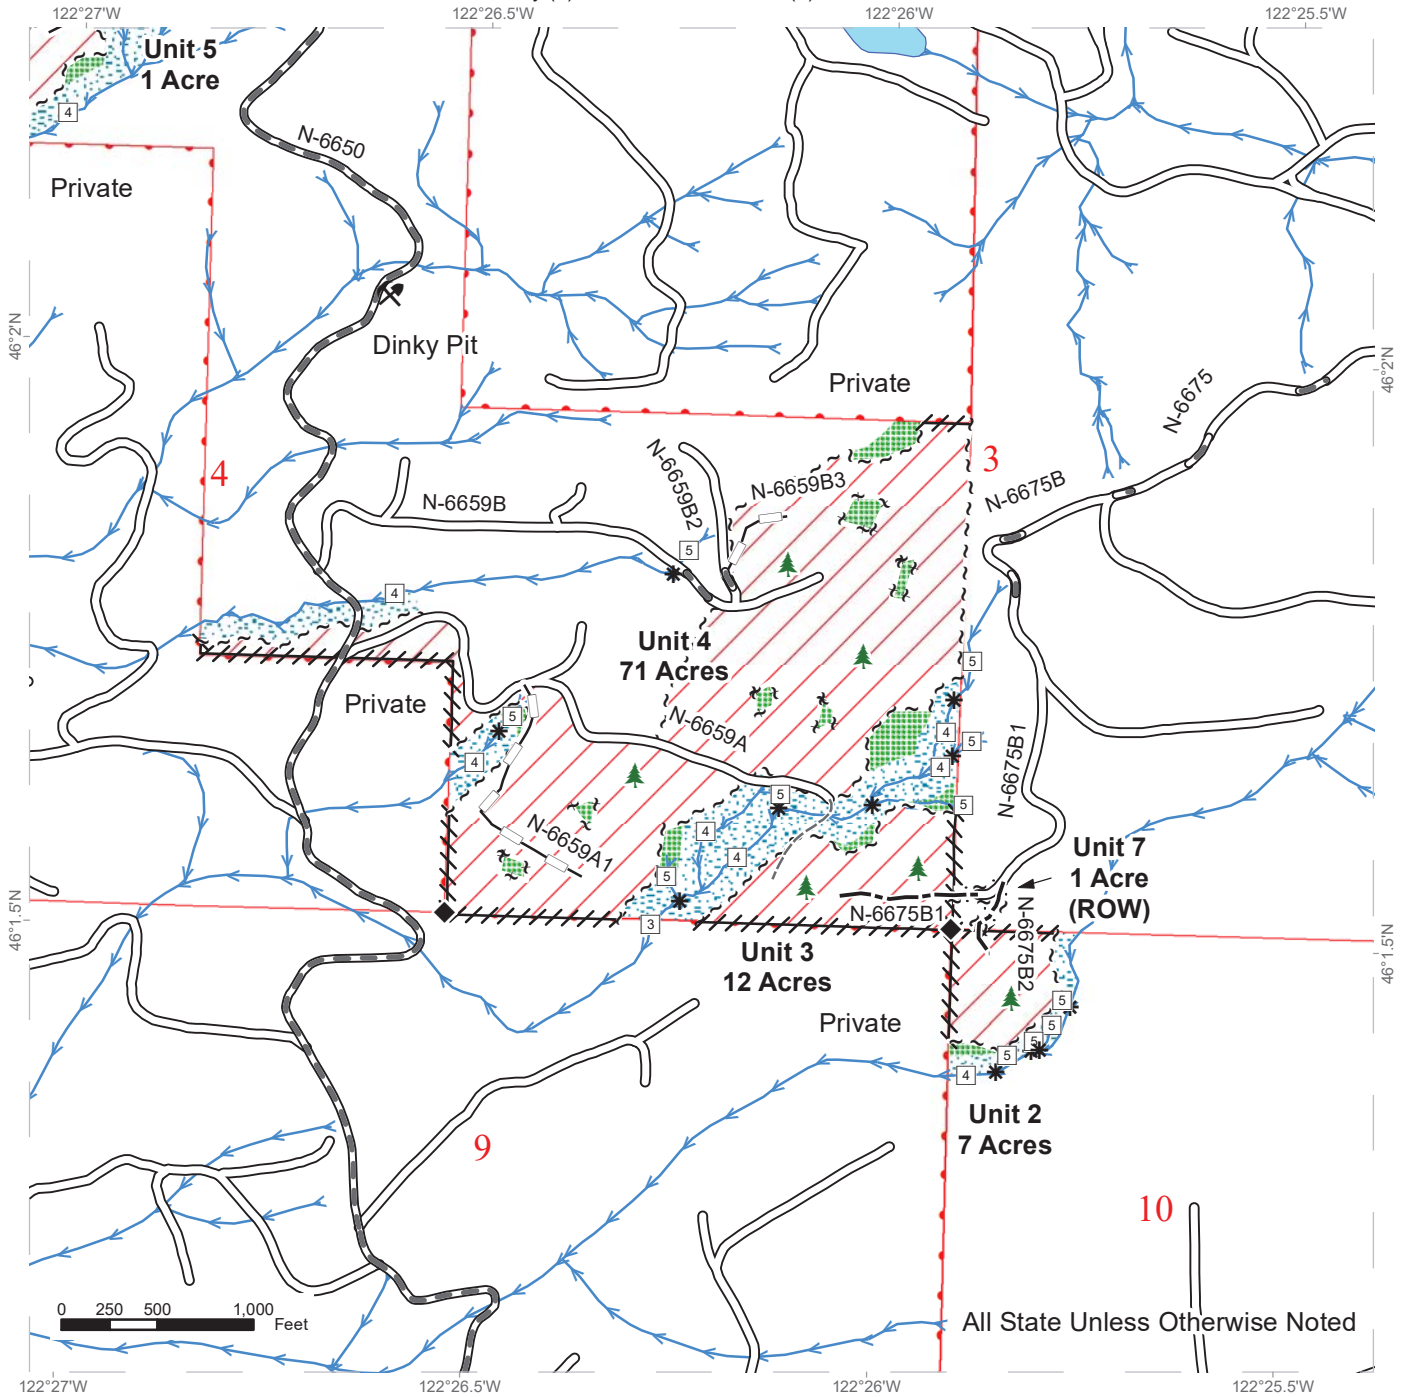 122°27'W
122°26.5'W
122°26'W
122°25.5'W
Unit 5
1 Acre
4
N-6650
Private
46°2'N
46°2'N
Dinky Pit
Private
N-6675
4
3
N-6659B2
N-6659B3
N-6659B
N-6675B
5
4
Unit 4
71 Acres
5
Private
5
N-6659A
4
5
4
4
N-6675B1
5
5
4
N-6659A1
4
5
Unit 7
1 Acre
(ROW)
46°1.5'N
46°1.5'N
3
N-6675B1
N-6675B2
Unit 3
12 Acres
Private
5
5
5
5
4
Unit 2
7 Acres
9
10
0 250 500 1,000
Feet
All State Unless Otherwise Noted
122°27'W
122°26.5'W
122°26'W
122°25.5'W